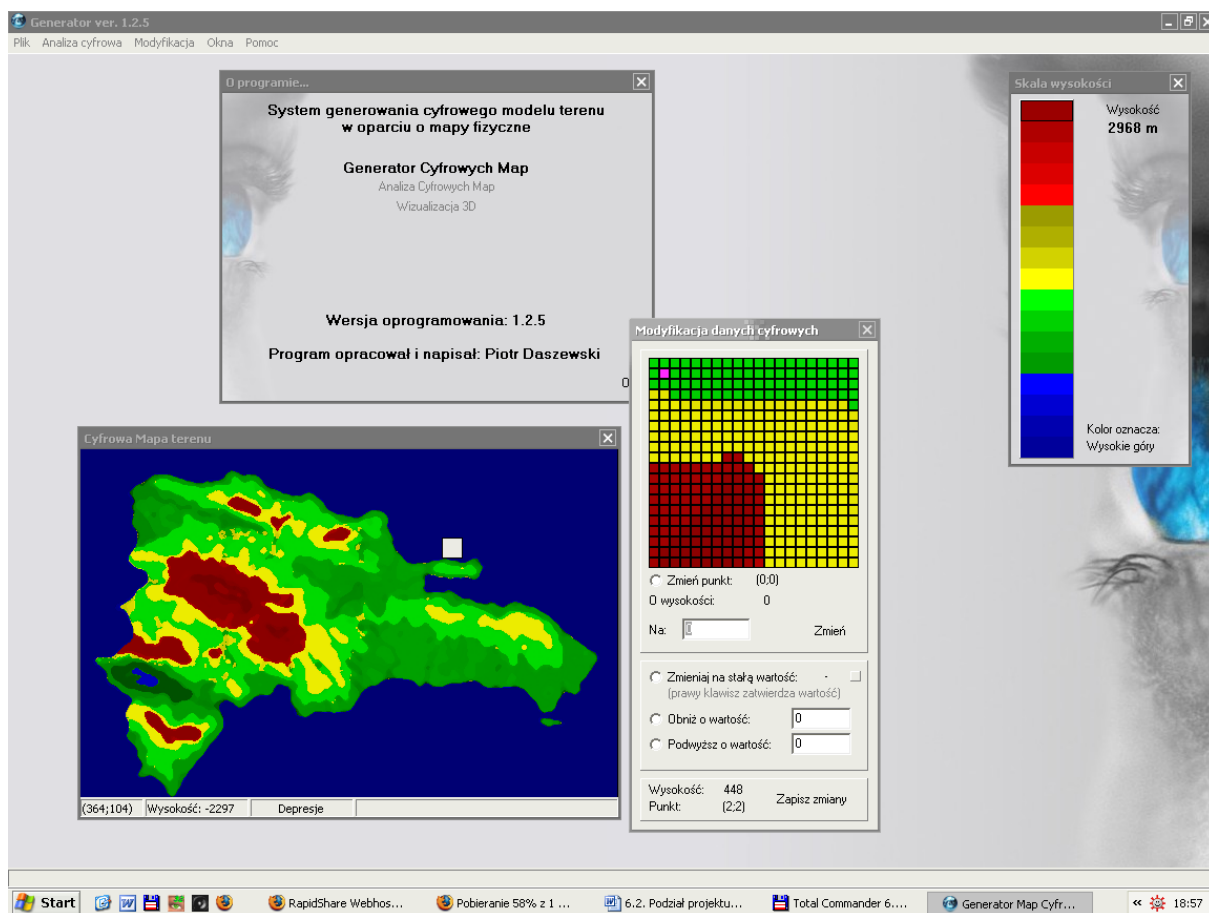 Generator ver. 1.2.5
Plik Analiza cyfrowa Modyfikacja Okna Pomoc
O programie...
System generowania cyfrowego modelu terenu
w oparciu o mapy fizyczne
Generator Cyfrowych Map
Analiza Cyfrowych Map
Wizualizacja 3D
Wersja oprogramowania: 1.2.5
Program opracował i napisał: Piotr Daszewski
Skala wysokości
Wysokość
2968 m
Kolor oznacza:
Wysokie góry
Modyfikacja danych cyfrowych
Zmień punkt: (0;0)
O wysokości: 0
Na: 0 Zmień
Zmieniaj na stałą wartość: -
(prawy klawisz zatwierdza wartość)
Obniż o wartość: 0
Podwyższ o wartość: 0
Wysokość: 448
Punkt: (2;2)
Zapisz zmiany
Cyfrowa Mapa terenu
(364;104) Wysokość: -2297 Depresje
Start RapidShare Webhos... Pobieranie 58% z 1 ... 6.2. Podział projektu... Total Commander 6.... Generator Map Cyfr... « 18:57